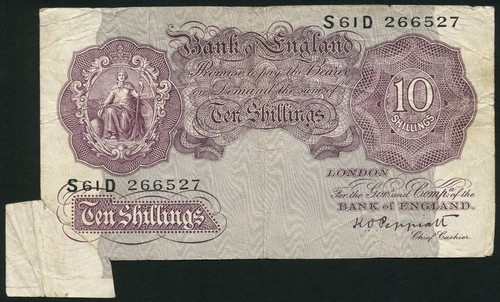 S61D 266527
Bank of England
Promise to pay the Bearer
on Demand the sum of
Ten Shillings
10
SHILLINGS
LONDON
For the Govr. and Compa. of the
BANK OF ENGLAND.
K O Peppiatt
Chief Cashier
S61D 266527
Ten Shillings